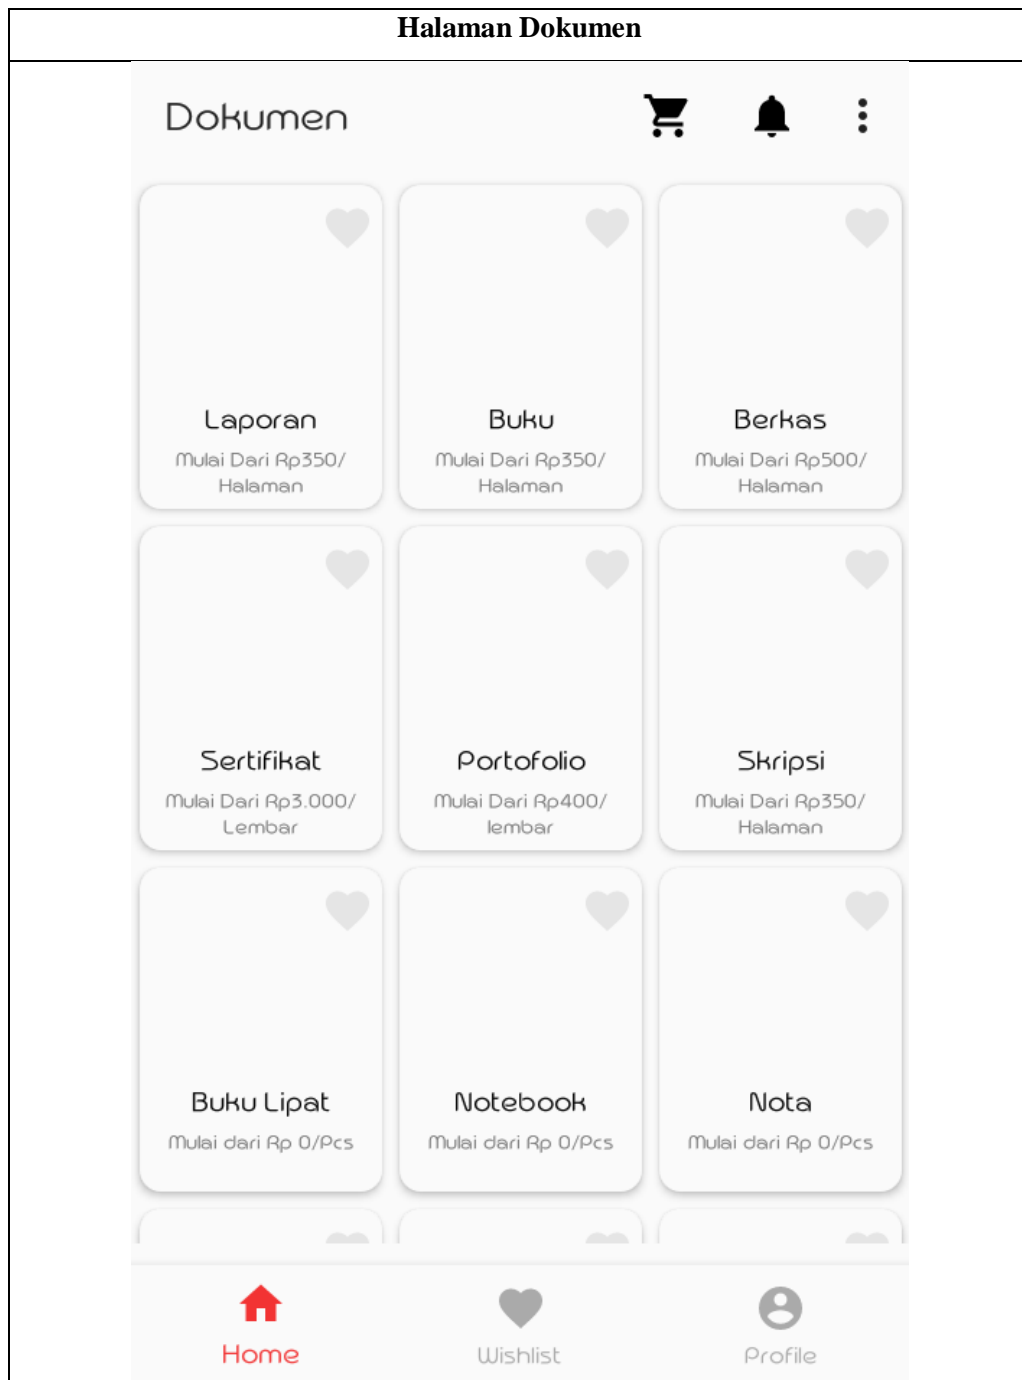 Halaman Dokumen
Dokumen
Laporan
Mulai Dari Rp350/
Halaman
Buku
Mulai Dari Rp350/
Halaman
Berkas
Mulai Dari Rp500/
Halaman
Sertifikat
Mulai Dari Rp3.000/
Lembar
Portofolio
Mulai Dari Rp400/
lembar
Skripsi
Mulai Dari Rp350/
Halaman
Buku Lipat
Mulai dari Rp 0/Pcs
Notebook
Mulai dari Rp 0/Pcs
Nota
Mulai dari Rp 0/Pcs
Home
Wishlist
Profile